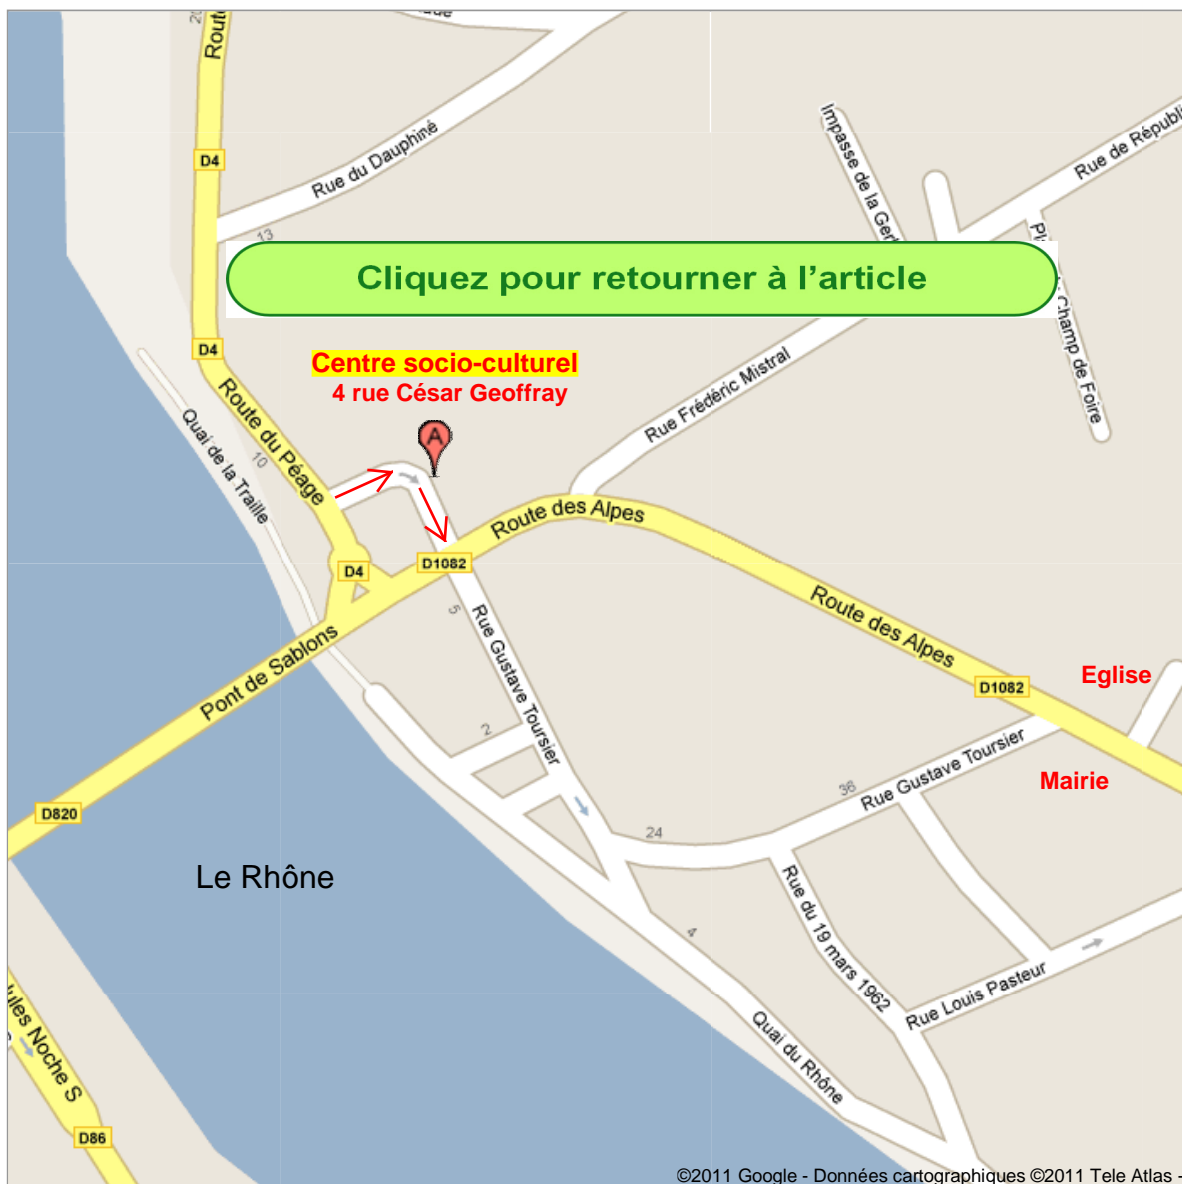 Route
20
Rue du Dauphiné
D4
13
Impasse de la
Rue de Républi
Champ de Foire
Cliquez pour retourner à l’article
D4
Centre socio-culturel
4 rue César Geoffray
A
Rue Frédéric Mistral
Route du Péage
Quai de la Traille
10
Route des Alpes
D4
D1082
5
Rue Gustave Toursier
Pont de Sablons
Route des Alpes
D1082
Eglise
Mairie
2
Rue Gustave Toursier
36
24
D820
Le Rhône
Rue du 19 mars 1962
4
Rue Louis Pasteur
Quai du Rhône
Jules Noche S
D86
©2011 Google - Données cartographiques ©2011 Tele Atlas -